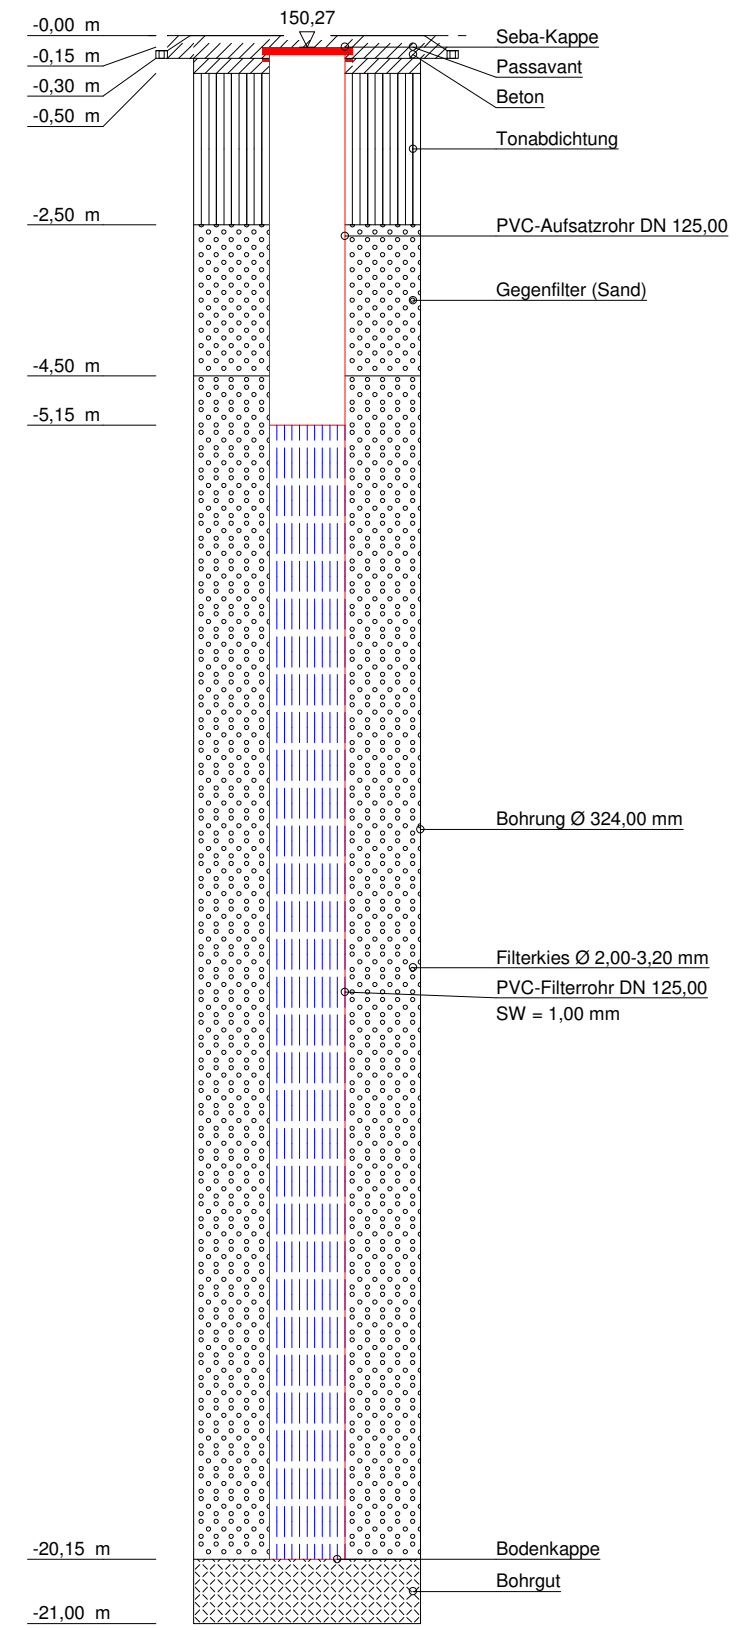 150,27
-0,00 m
-0,15 m
-0,30 m
-0,50 m
-2,50 m
-4,50 m
-5,15 m
-20,15 m
-21,00 m
Seba-Kappe
Passavant
Beton
Tonabdichtung
PVC-Aufsatzrohr DN 125,00
Gegenfilter (Sand)
Bohrung Ø 324,00 mm
Filterkies Ø 2,00-3,20 mm
PVC-Filterrohr DN 125,00
SW = 1,00 mm
Bodenkappe
Bohrgut